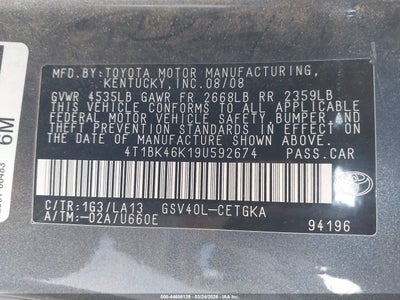 MFD.BY:TOYOTA MOTOR MANUFACTURING,
KENTUCKY,INC.08/08
GVWR 4535LB GAWR FR 2668LB RR 2359LB
THIS VEHICLE CONFORMS TO ALL APPLICABLE
FEDERAL MOTOR VEHICLE SAFETY,BUMPER,AND
THEFT PREVENTION STANDARDS IN EFFECT ON
THE DATE OF MANUFACTURE SHOWN ABOVE.
4T1BK46K19U592674 PASS.CAR
C/TR:1G3/LA13 GSV40L-CETGKA
A/TM:-02A/U660E
94196
6M